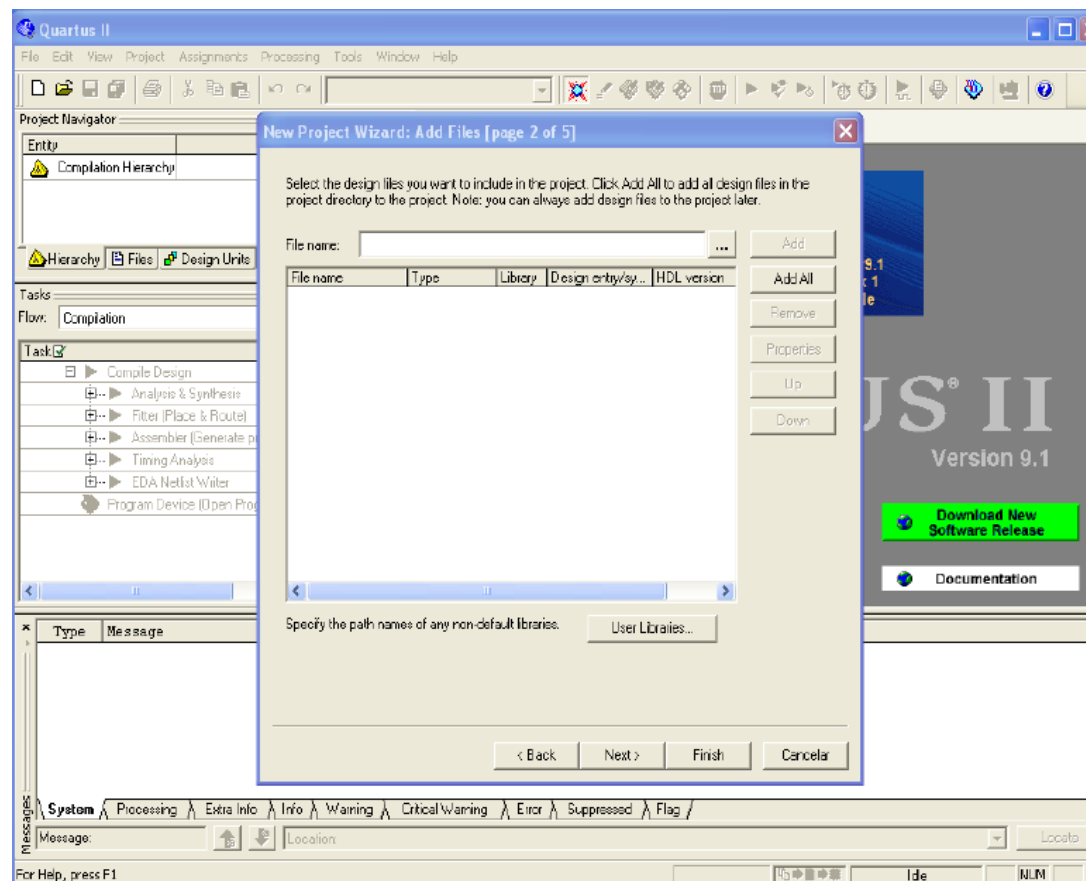 Quartus II
File Edit View Project Assignments Processing Tools Window Help
Project Navigator
Entity
Compilation Hierarchy
Hierarchy Files Design Units
Tasks
Flow: Compilation
Task
Compile Design
Analysis & Synthesis
Fitter (Place & Route)
Assembler (Generate
Timing Analysis
EDA Netlist Writer
Program Device (Open Prog
New Project Wizard: Add Files [page 2 of 5]
Select the design files you want to include in the project. Click Add All to add all design files in the
project directory to the project. Note: you can always add design files to the project later.
File name: ...
Add
File name Type Library Design entry/sy... HDL version
Add All
Remove
Properties
Up
Down
Specify the path names of any non-default libraries.
User Libraries...
< Back Next > Finish Cancelar
9.1
1
le
US® II
Version 9.1
Download New
Software Release
Documentation
Type Message
System Processing Extra Info Info Warning Critical Warning Error Suppressed Flag
Messages
Message: Location: Locate
For Help, press F1 Idle NUM